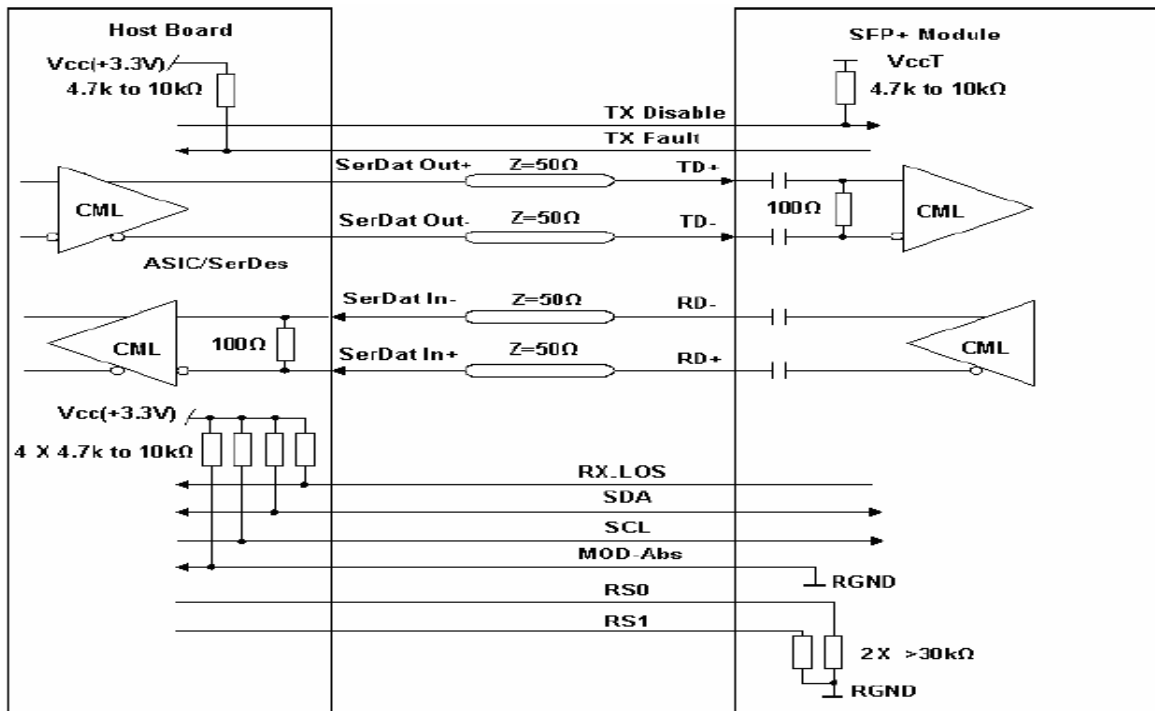 Host Board
SFP+ Module
Vcc(+3.3V)
4.7k to 10kΩ
VccT
4.7k to 10kΩ
TX Disable
TX Fault
SerDat Out+
Z=50Ω
TD+
CML
100Ω
CML
SerDat Out-
Z=50Ω
TD-
ASIC/SerDes
SerDat In-
Z=50Ω
RD-
CML
100Ω
SerDat In+
Z=50Ω
RD+
CML
Vcc(+3.3V)
4 X 4.7k to 10kΩ
RX_LOS
SDA
SCL
MOD-Abs
RGND
RS0
RS1
2X >30kΩ
RGND